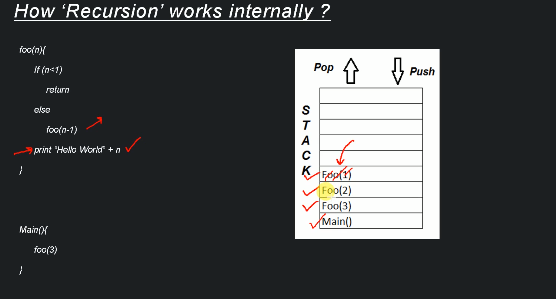 How 'Recursion' works internally ?
foo(n){
If (n<1)
return
else
foo(n-1)
print "Hello World" + n
}
Main(){
foo(3)
}
Pop
Push
S
T
A
C
K
Foo(1)
Foo(2)
Foo(3)
Main()